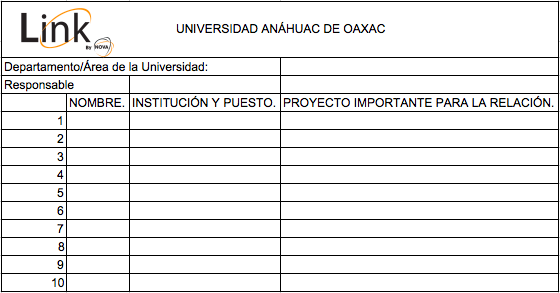 Link
By NOVA
UNIVERSIDAD ANÁHUAC DE OAXAC
Departamento/Área de la Universidad:
Responsable
NOMBRE. INSTITUCIÓN Y PUESTO. PROYECTO IMPORTANTE PARA LA RELACIÓN.
1
2
3
4
5
6
7
8
9
10